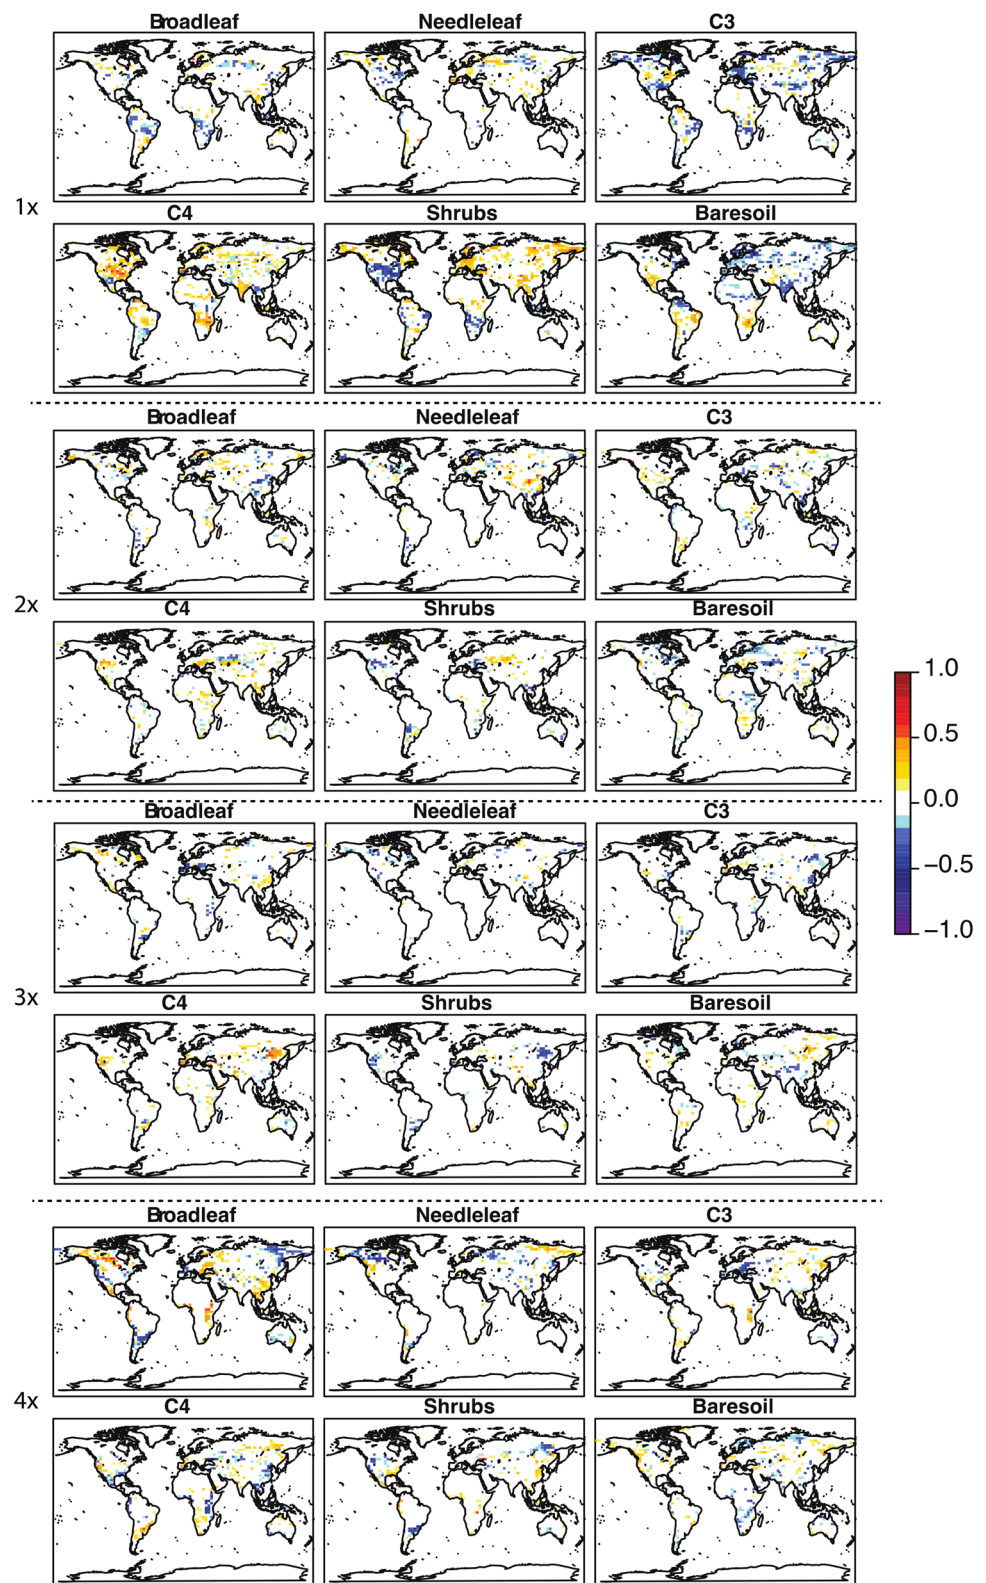 Broadleaf Needleleaf C3
1x
C4 Shrubs Baresoil
Broadleaf Needleleaf C3
2x
C4 Shrubs Baresoil
1.0
0.5
0.0
−0.5
−1.0
Broadleaf Needleleaf C3
3x
C4 Shrubs Baresoil
Broadleaf Needleleaf C3
4x
C4 Shrubs Baresoil